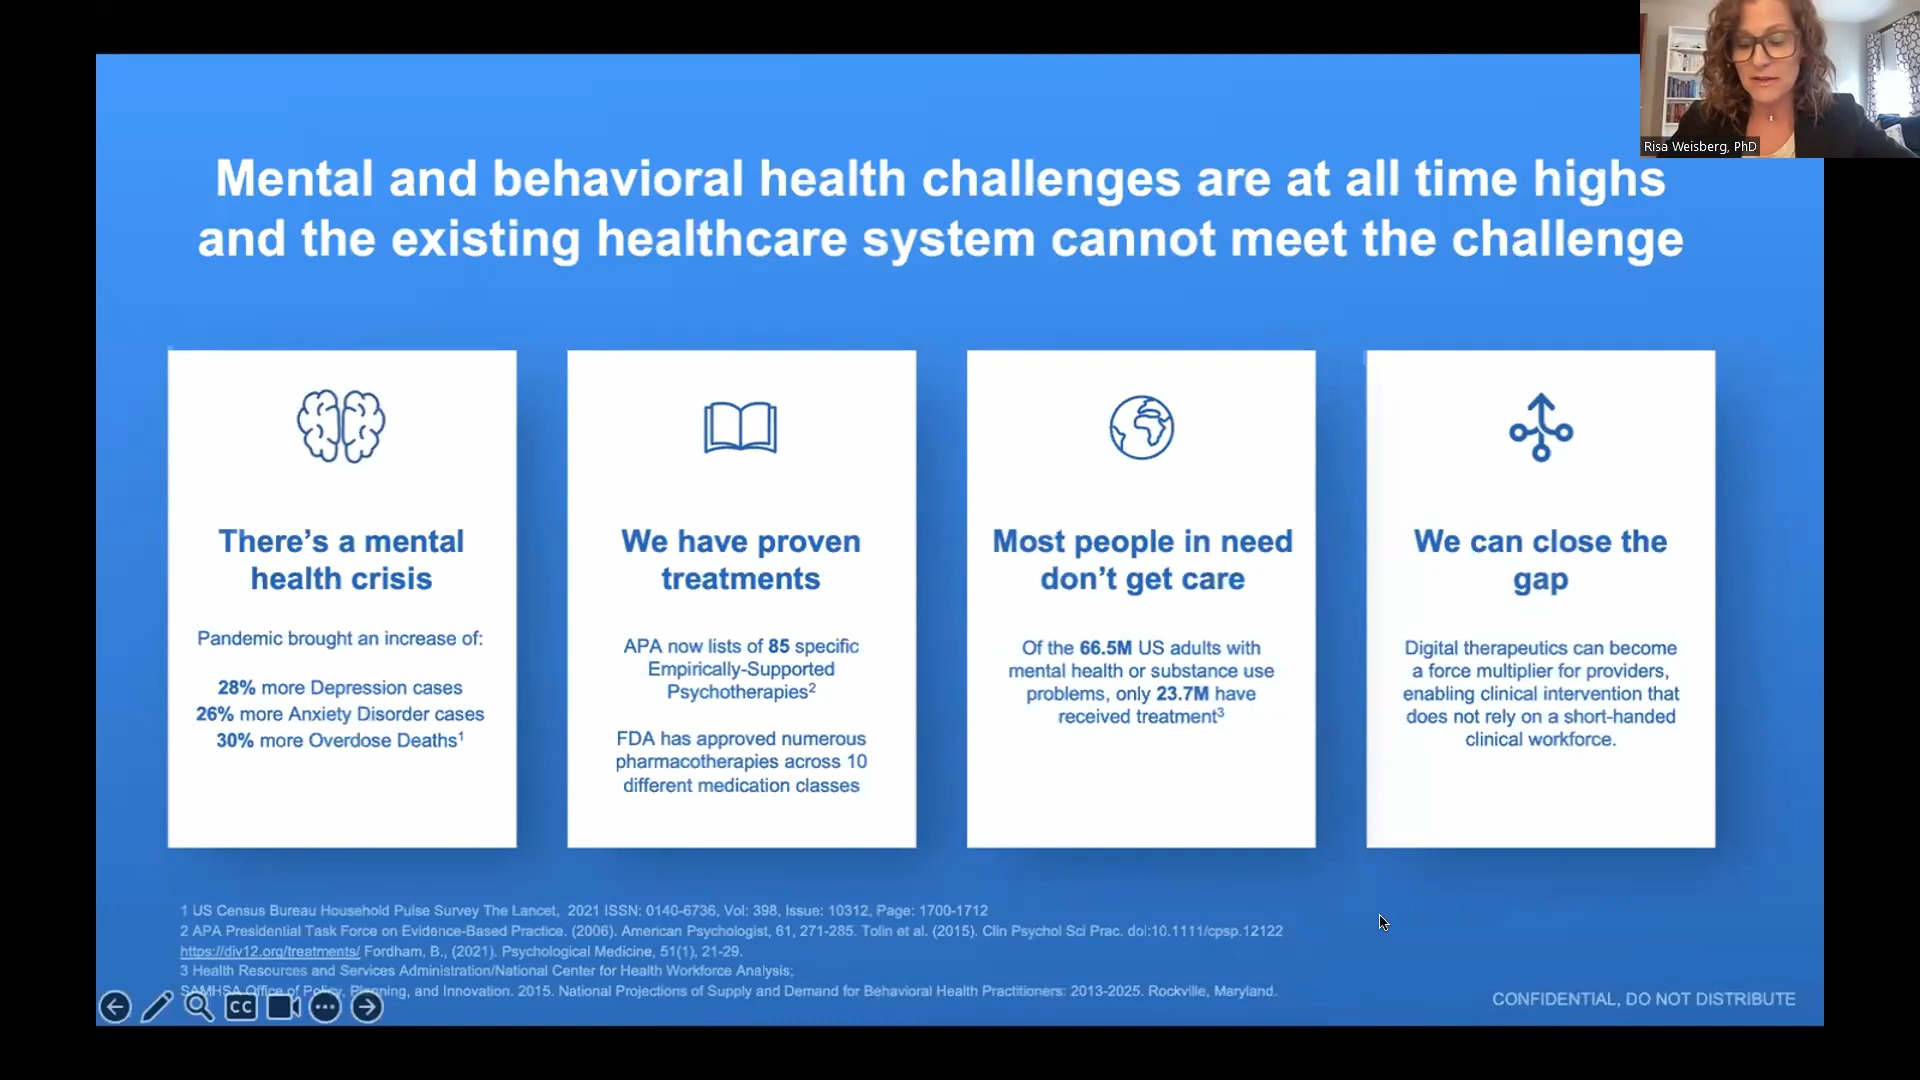 Risa Weisberg, PhD
Mental and behavioral health challenges are at all time highs
and the existing healthcare system cannot meet the challenge
There's a mental
health crisis
Pandemic brought an increase of:
28% more Depression cases
26% more Anxiety Disorder cases
30% more Overdose Deaths1
We have proven
treatments
APA now lists of 85 specific
Empirically-Supported
Psychotherapies2
FDA has approved numerous
pharmacotherapies across 10
different medication classes
Most people in need
don't get care
Of the 66.5M US adults with
mental health or substance use
problems, only 23.7M have
received treatment3
We can close the
gap
Digital therapeutics can become
a force multiplier for providers,
enabling clinical intervention that
does not rely on a short-handed
clinical workforce.
1 US Census Bureau Household Pulse Survey The Lancet, 2021 ISSN: 0140-6736, Vol: 398, Issue: 10312, Page: 1700-1712
2 APA Presidential Task Force on Evidence-Based Practice. (2006). American Psychologist, 61, 271-285. Tolin et al. (2015). Clin Psychol Sci Prac. doi:10.1111/cpsp.12122
https://div12.org/treatments/ Fordham, B., (2021). Psychological Medicine, 51(1), 21-29.
3 Health Resources and Services Administration/National Center for Health Workforce Analysis;
SAMHSA Office of Policy, Planning, and Innovation. 2015. National Projections of Supply and Demand for Behavioral Health Practitioners: 2013-2025. Rockville, Maryland.
CC
CONFIDENTIAL, DO NOT DISTRIBUTE